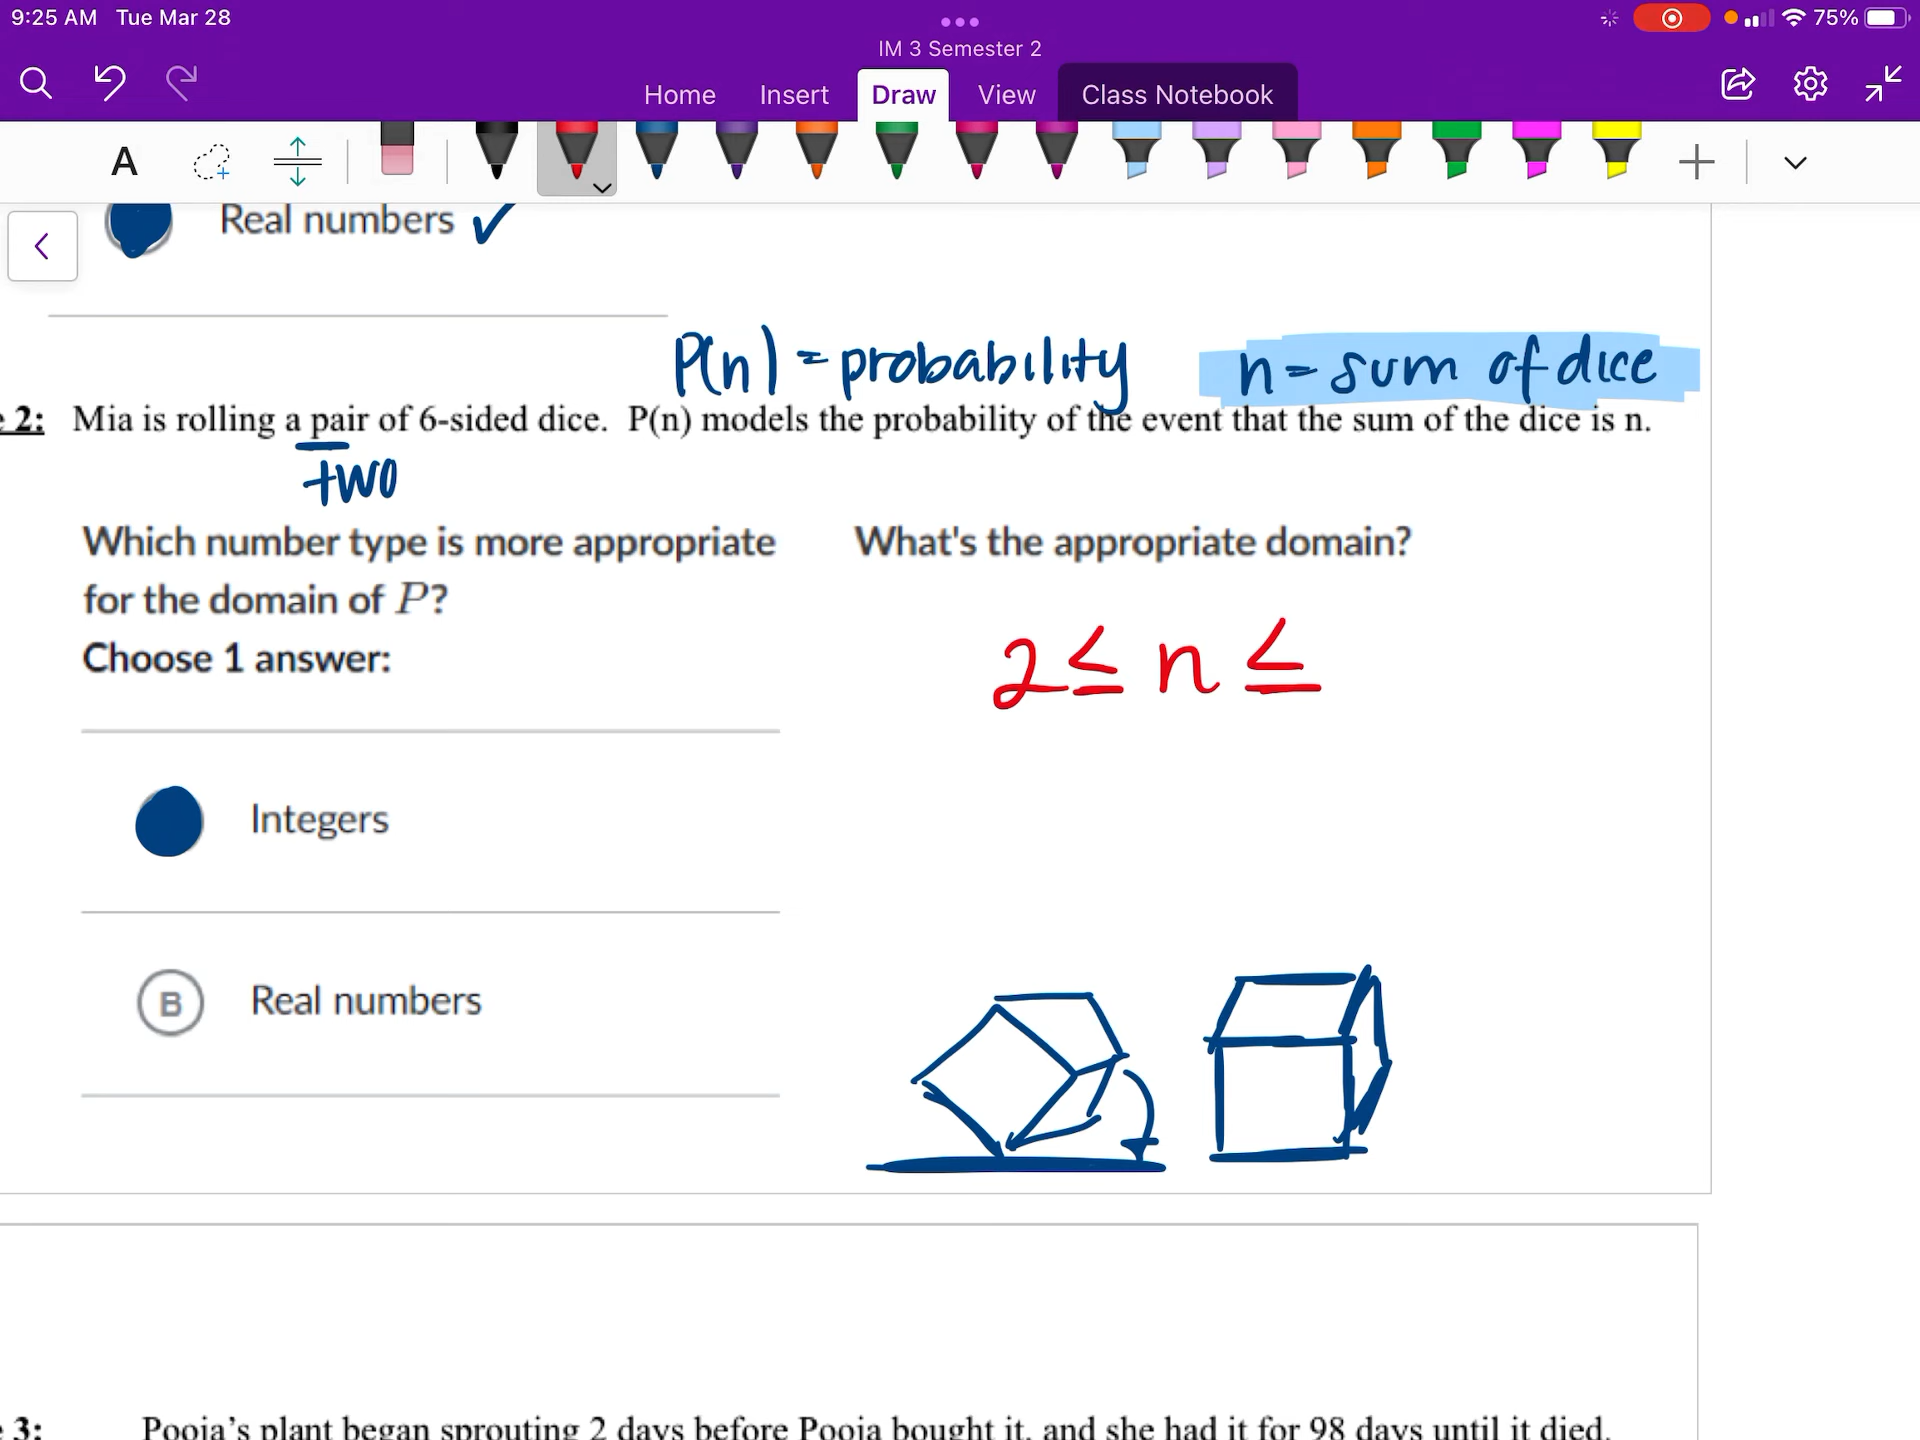 9:25 AM Tue Mar 28
75%
IM 3 Semester 2
Home Insert Draw View Class Notebook
A
Real numbers ✓
P(n) = probability n = sum of dice
e 2: Mia is rolling a pair of 6-sided dice. P(n) models the probability of the event that the sum of the dice is n.
two
Which number type is more appropriate
for the domain of P?
Choose 1 answer:
What's the appropriate domain?
2 ≤ n ≤
Integers
B Real numbers
e 3: Pooja's plant began sprouting 2 days before Pooja bought it, and she had it for 98 days until it died.